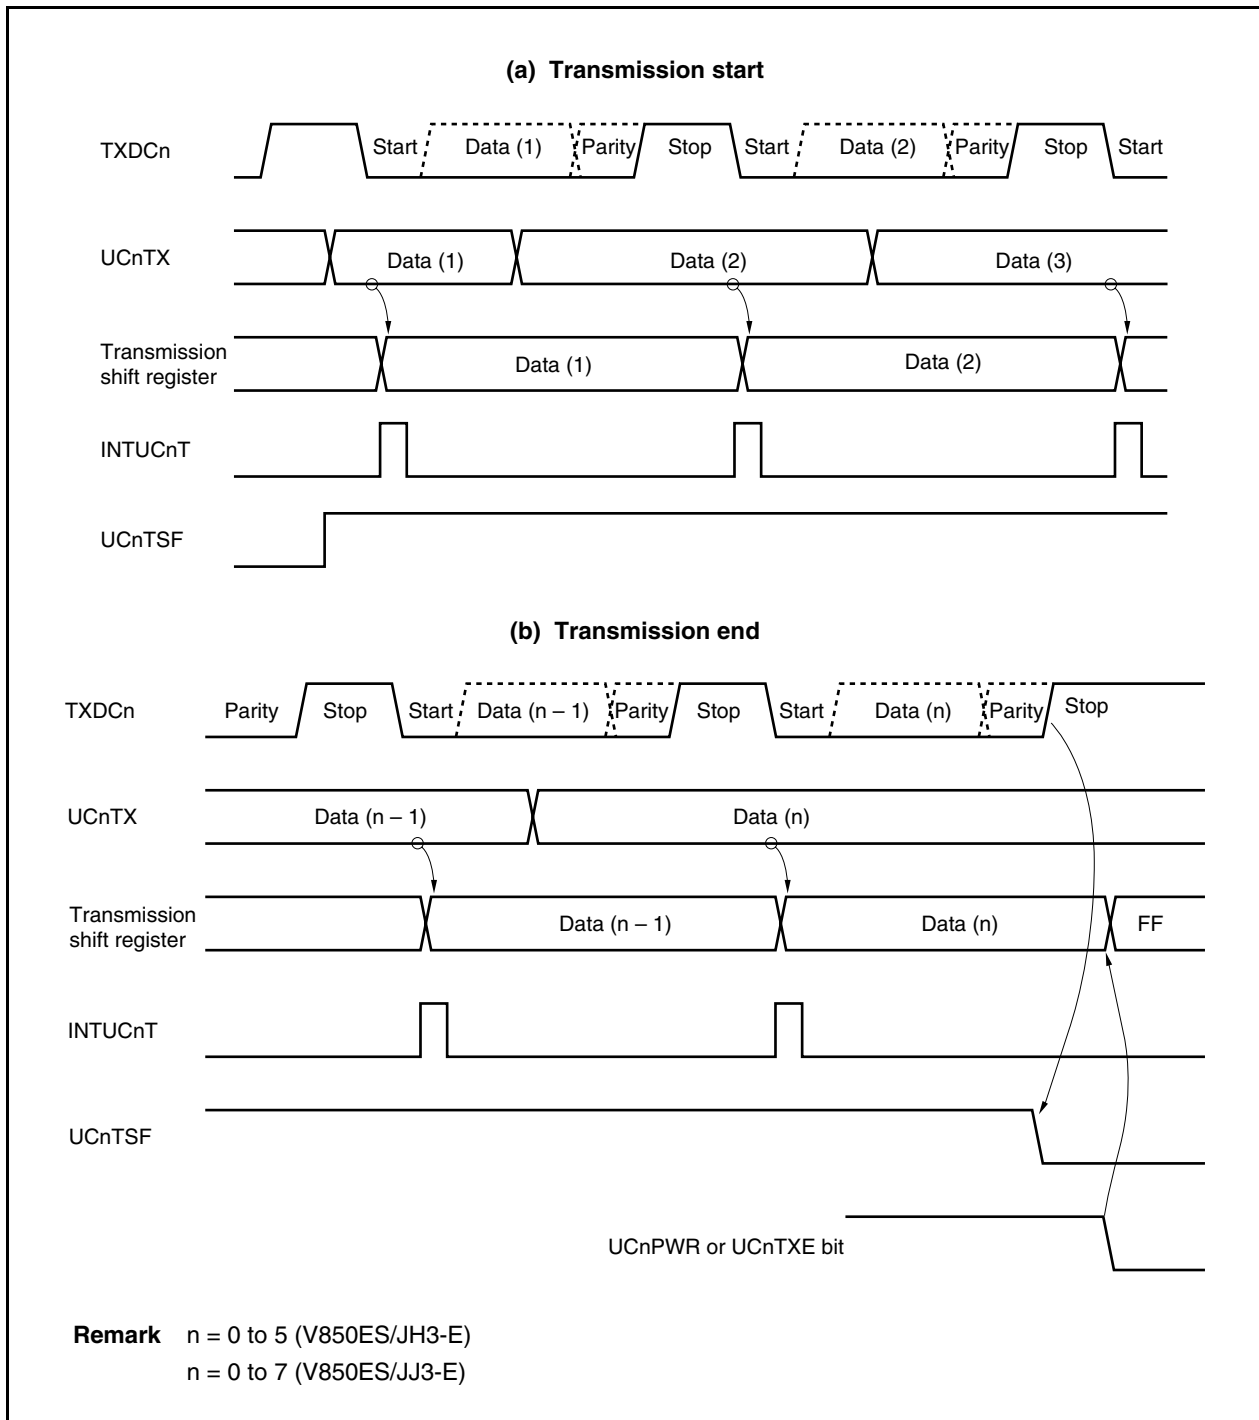 (a) Transmission start
TXDCn
Start Data (1) Parity Stop Start Data (2) Parity Stop Start
UCnTX
Data (1) Data (2) Data (3)
Transmission
shift register
Data (1) Data (2)
INTUCnT
UCnTSF
(b) Transmission end
TXDCn
Parity Stop Start Data (n – 1) Parity Stop Start Data (n) Parity Stop
UCnTX
Data (n – 1) Data (n)
Transmission
shift register
Data (n – 1) Data (n) FF
INTUCnT
UCnTSF
UCnPWR or UCnTXE bit
Remark n = 0 to 5 (V850ES/JH3-E)
n = 0 to 7 (V850ES/JJ3-E)